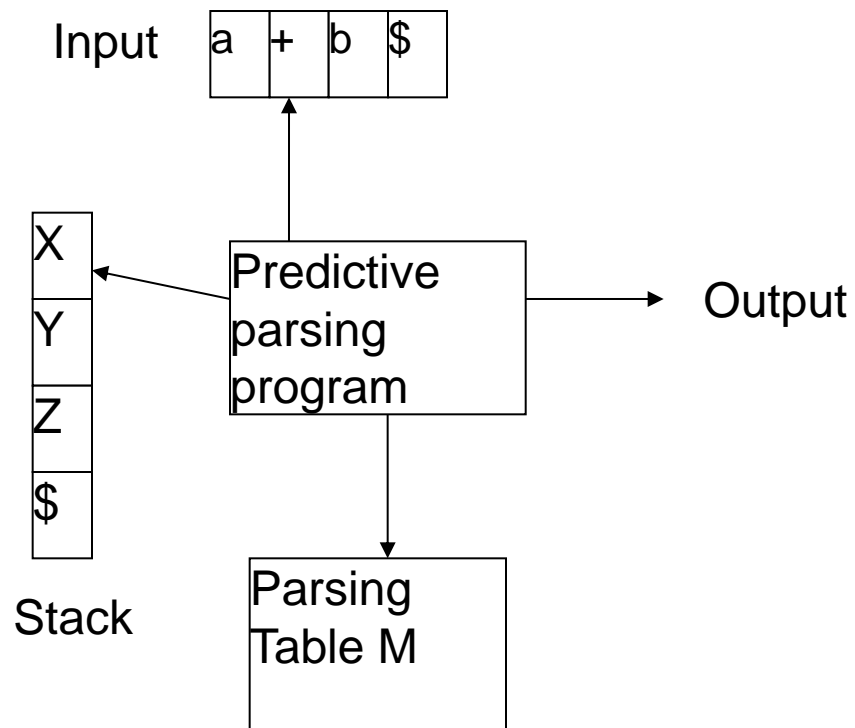 Input
a + b $
X
Y
Z
$
Stack
Predictive
parsing
program
Output
Parsing
Table M